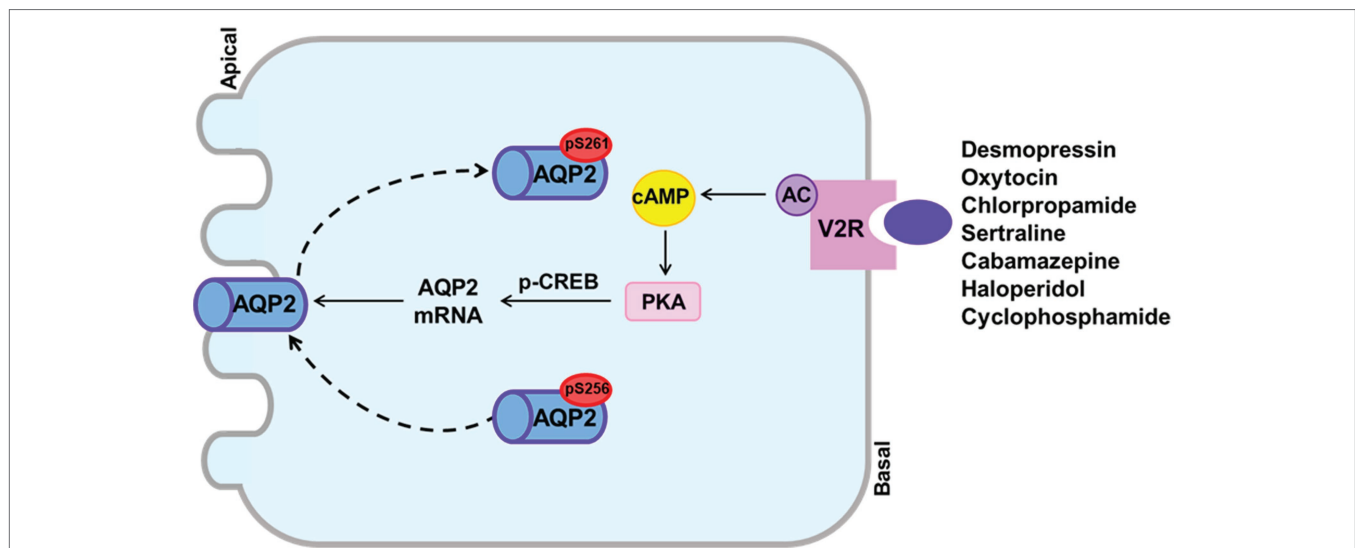 Apical
pS261
AQP2
cAMP
AC
V2R
Desmopressin
Oxytocin
Chlorpropamide
Sertraline
Cabamazepine
Haloperidol
Cyclophosphamide
AQP2
AQP2
mRNA
p-CREB
PKA
pS256
AQP2
Basal